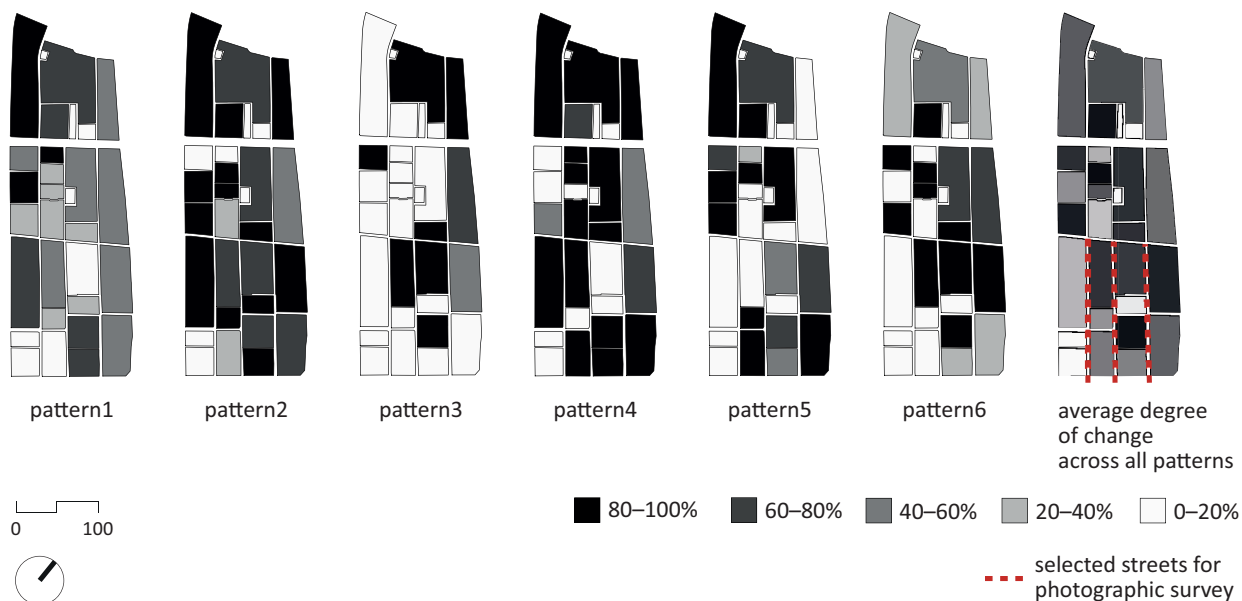 pattern1
pattern2
pattern3
pattern4
pattern5
pattern6
average degree
of change
across all patterns
0
100
80–100%
60–80%
40–60%
20–40%
0–20%
selected streets for
photographic survey